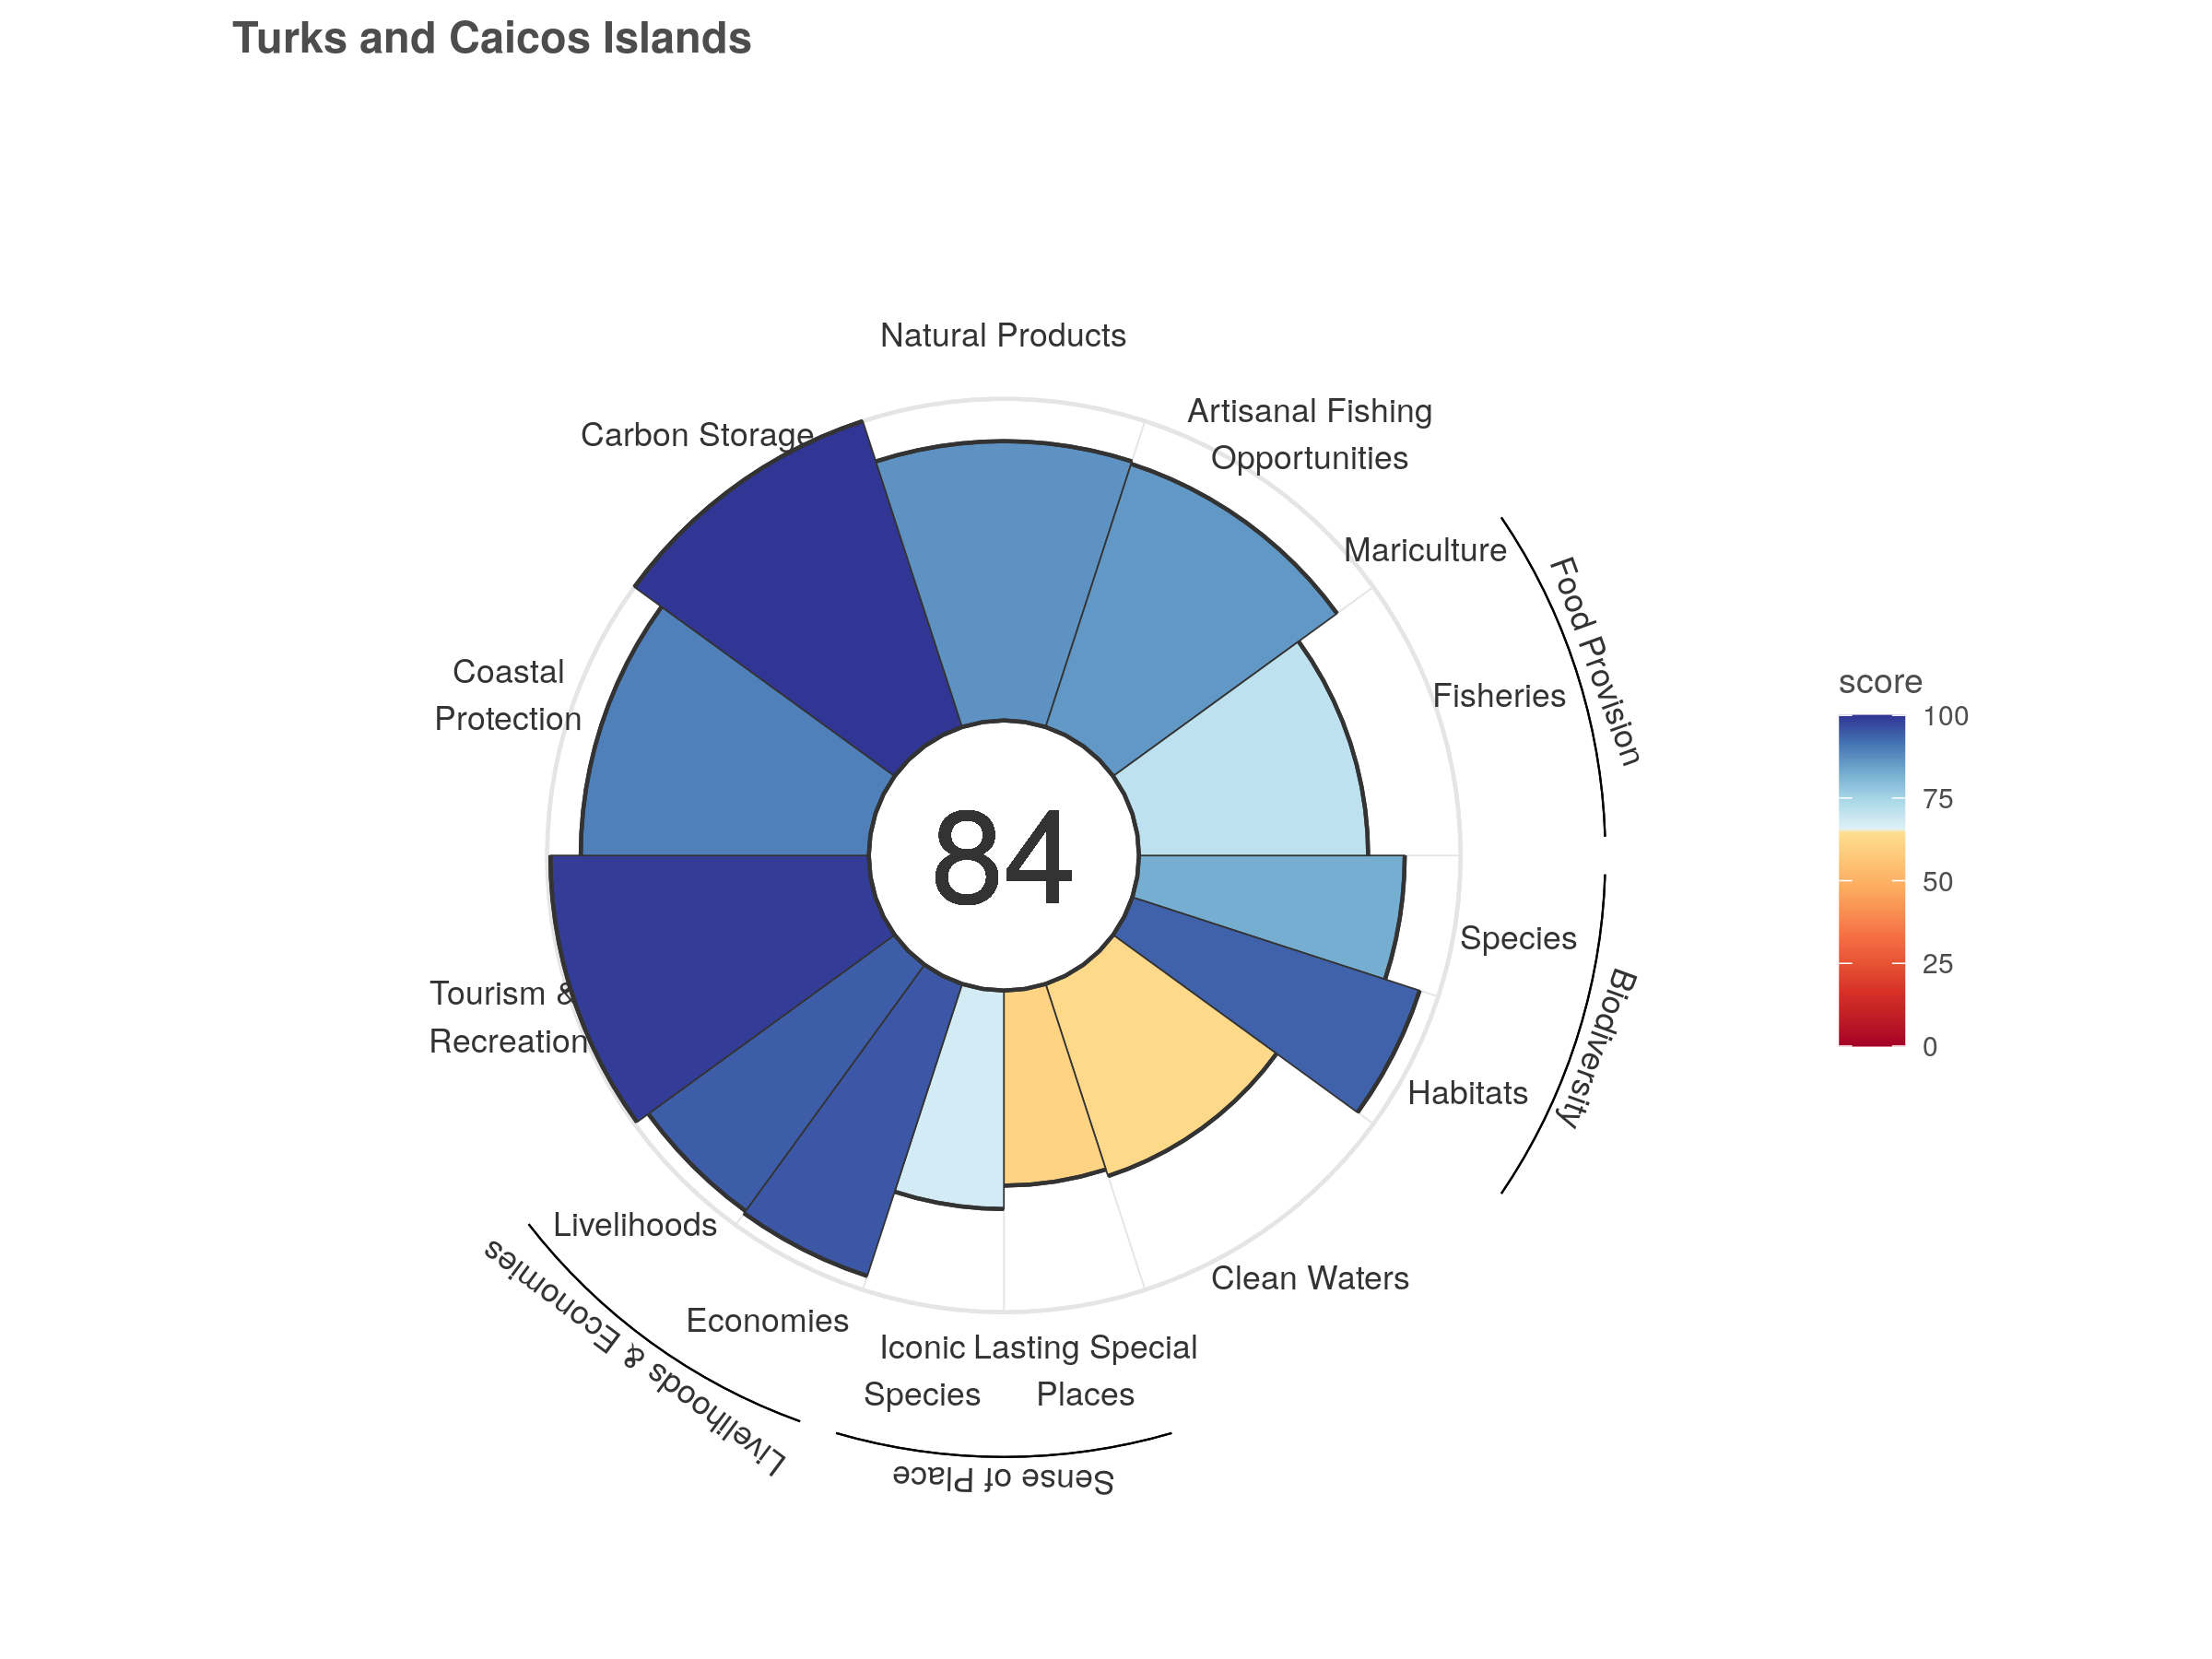 Turks and Caicos Islands
Natural Products
Artisanal Fishing
Opportunities
Carbon Storage
Mariculture
Food Provision
Fisheries
Coastal
Protection
score
100
75
50
25
0
84
Species
Biodiversity
Tourism &
Recreation
Habitats
Livelihoods
Livelihoods & Economies
Clean Waters
Economies
Iconic
Species
Lasting Special
Places
Sense of Place